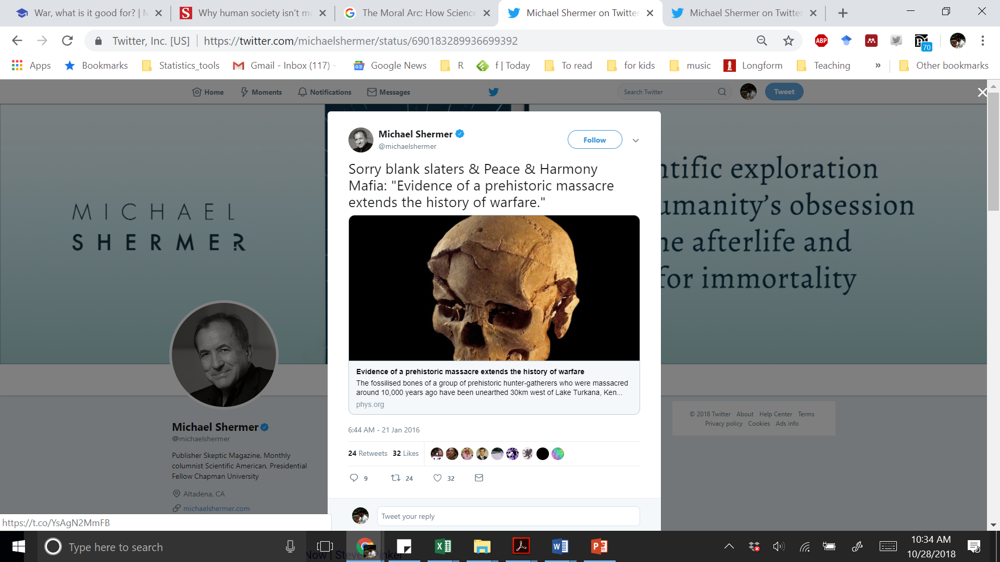 War, what is it good for? | M
Why human society isn't mo
The Moral Arc: How Science
Michael Shermer on Twitter
Michael Shermer on Twitter
Twitter, Inc. [US]
https://twitter.com/michaelshermer/status/690183289936699392
ABP
70
Apps
Bookmarks
Statistics_tools
Gmail - Inbox (117) -
Google News
R
f | Today
To read
for kids
music
Longform
Teaching
»
Other bookmarks
Home
Moments
Notifications
Messages
Search Twitter
Tweet
MICHAEL
SHERMER
ntific exploration
umanity's obsession
he afterlife and
for immortality
Michael Shermer
@michaelshermer
Follow
Sorry blank slaters & Peace & Harmony
Mafia: "Evidence of a prehistoric massacre
extends the history of warfare."
Evidence of a prehistoric massacre extends the history of warfare
The fossilised bones of a group of prehistoric hunter-gatherers who were massacred
around 10,000 years ago have been unearthed 30km west of Lake Turkana, Ken...
phys.org
6:44 AM - 21 Jan 2016
24 Retweets 32 Likes
9
24
32
Tweet your reply
Michael Shermer
@michaelshermer
Publisher Skeptic Magazine, Monthly
columnist Scientific American, Presidential
Fellow Chapman University
Altadena, CA
michaelshermer.com
© 2018 Twitter About Help Center Terms
Privacy policy Cookies Ads info
https://t.co/YsAgN2MmFB
Type here to search
Now | Steven Pinker
10:34 AM
10/28/2018